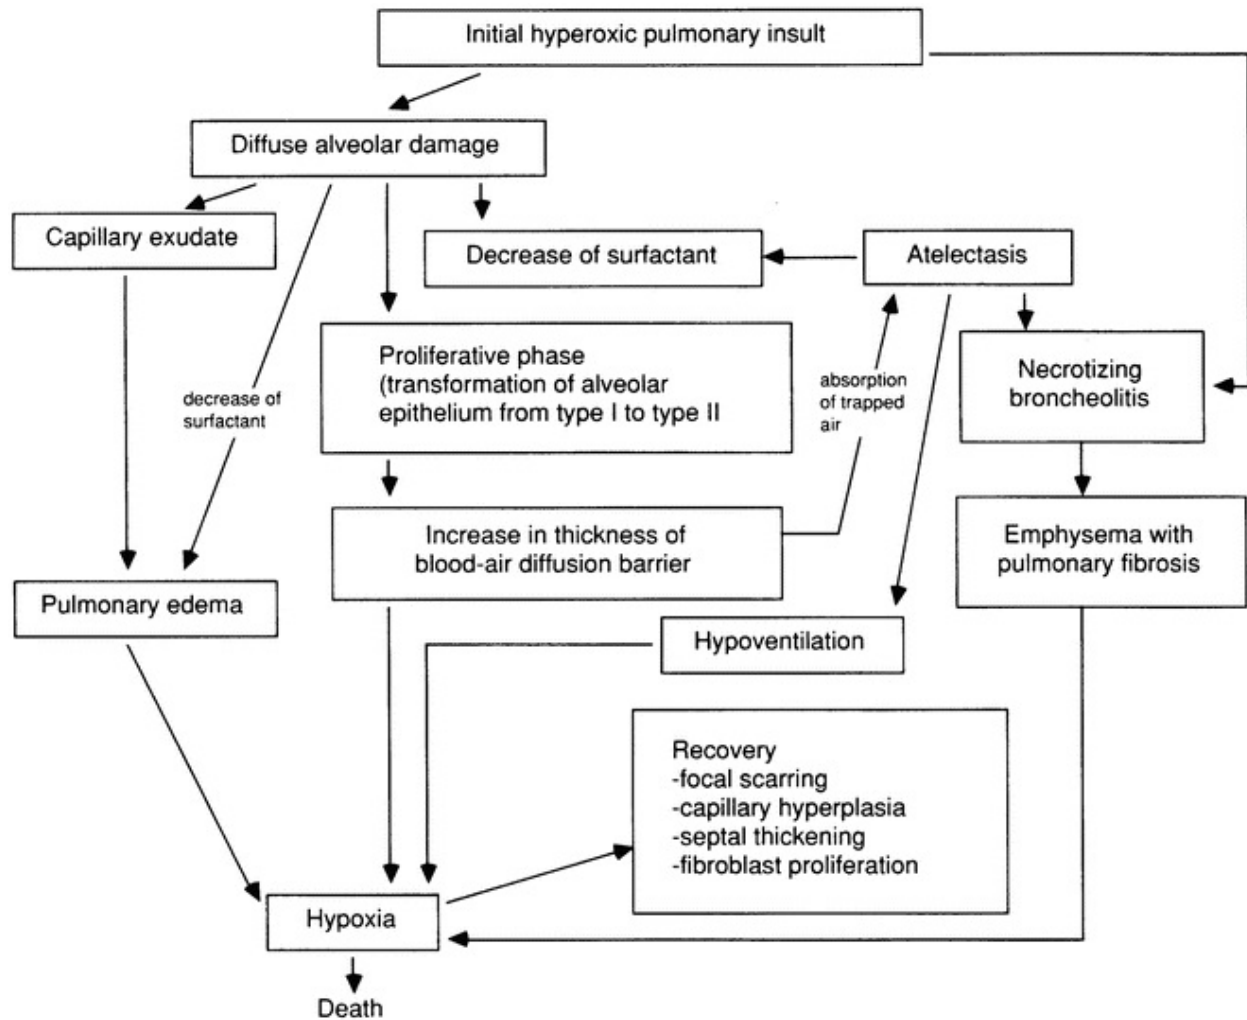 Initial hyperoxic pulmonary insult
Diffuse alveolar damage
Capillary exudate
Decrease of surfactant
Atelectasis
Proliferative phase
(transformation of alveolar
epithelium from type I to type II
decrease of
surfactant
absorption
of trapped
air
Necrotizing
broncheolitis
Increase in thickness of
blood-air diffusion barrier
Emphysema with
pulmonary fibrosis
Pulmonary edema
Hypoventilation
Recovery
-focal scarring
-capillary hyperplasia
-septal thickening
-fibroblast proliferation
Hypoxia
Death